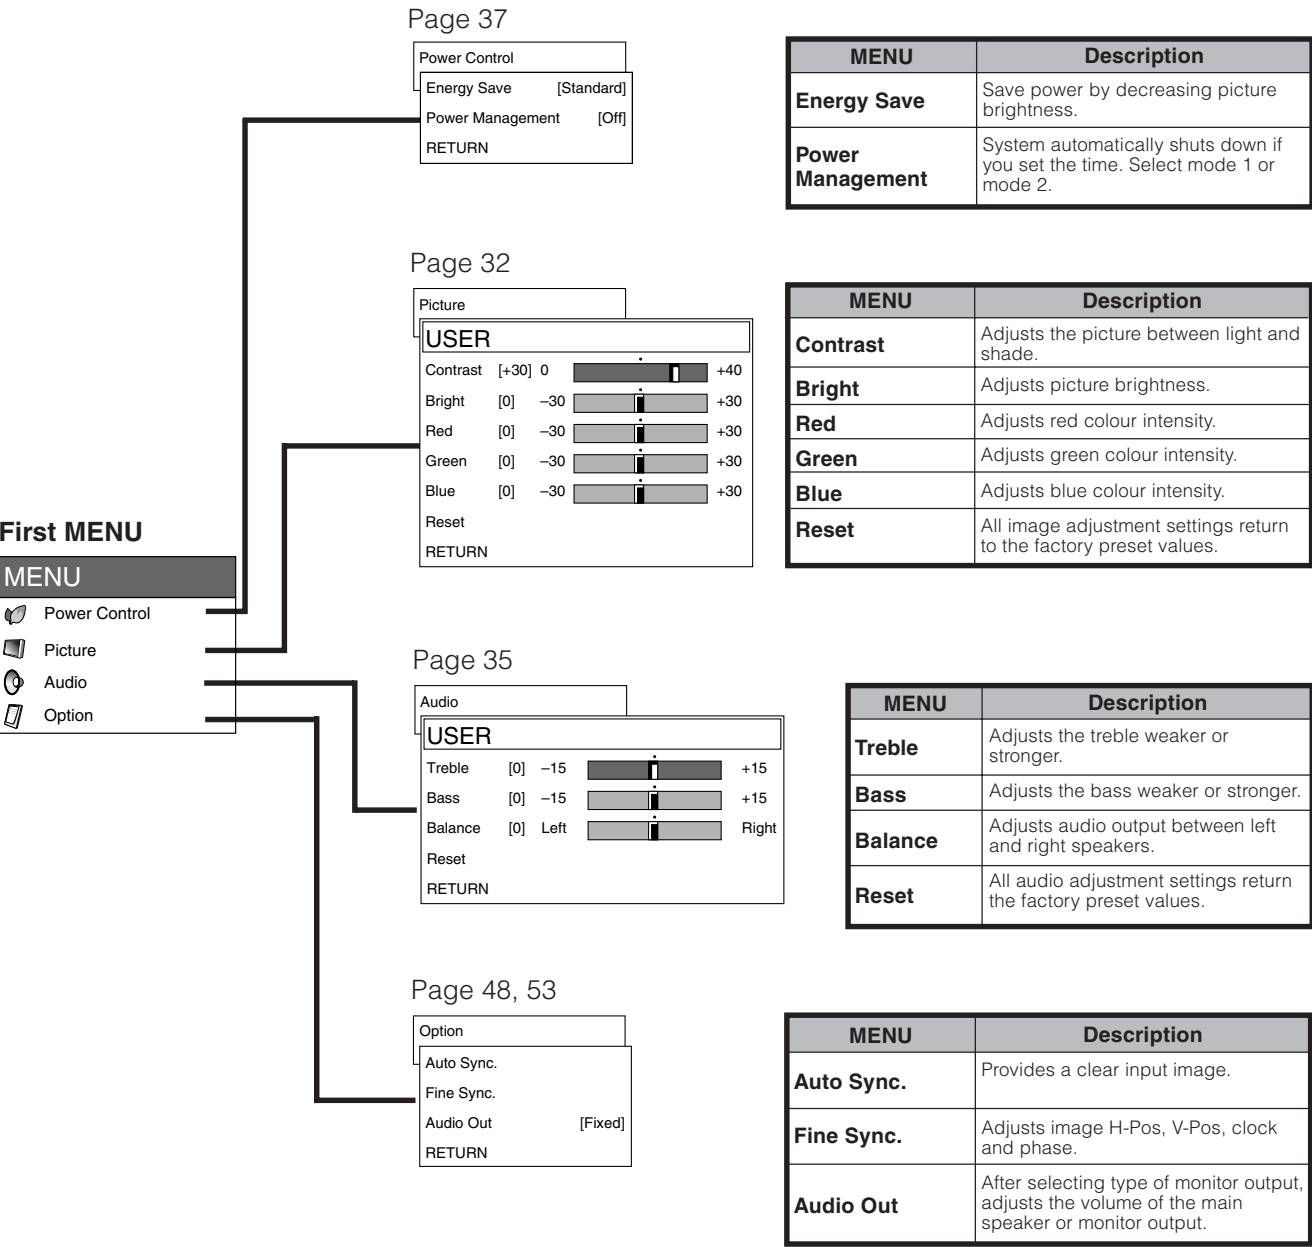 Page 37
Power Control
Energy Save [Standard]
Power Management [Off]
RETURN
MENU Description
Energy Save Save power by decreasing picture
brightness.
Power
Management System automatically shuts down if
you set the time. Select mode 1 or
mode 2.
Page 32
Picture
USER
Contrast [+30] 0 +40
Bright [0] –30 +30
Red [0] –30 +30
Green [0] –30 +30
Blue [0] –30 +30
Reset
RETURN
MENU Description
Contrast Adjusts the picture between light and
shade.
Bright Adjusts picture brightness.
Red Adjusts red colour intensity.
Green Adjusts green colour intensity.
Blue Adjusts blue colour intensity.
Reset All image adjustment settings return
to the factory preset values.
First MENU
MENU
Power Control
Picture
Audio
Option
Page 35
Audio
USER
Treble [0] –15 +15
Bass [0] –15 +15
Balance [0] Left Right
Reset
RETURN
MENU Description
Treble Adjusts the treble weaker or
stronger.
Bass Adjusts the bass weaker or stronger.
Balance Adjusts audio output between left
and right speakers.
Reset All audio adjustment settings return
the factory preset values.
Page 48, 53
Option
Auto Sync.
Fine Sync.
Audio Out [Fixed]
RETURN
MENU Description
Auto Sync. Provides a clear input image.
Fine Sync. Adjusts image H-Pos, V-Pos, clock
and phase.
Audio Out After selecting type of monitor output,
adjusts the volume of the main
speaker or monitor output.